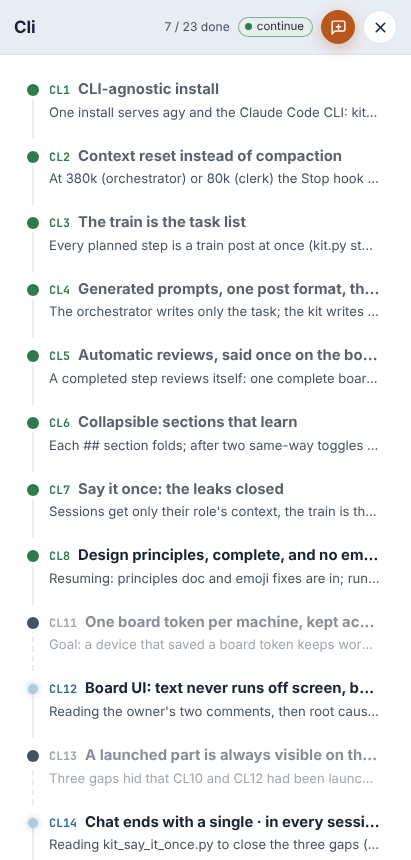 Cli
7 / 23 done
continue
CL1 CLI-agnostic install
One install serves agy and the Claude Code CLI: kit...
CL2 Context reset instead of compaction
At 380k (orchestrator) or 80k (clerk) the Stop hook ...
CL3 The train is the task list
Every planned step is a train post at once (kit.py st...
CL4 Generated prompts, one post format, th...
The orchestrator writes only the task; the kit writes ...
CL5 Automatic reviews, said once on the bo...
A completed step reviews itself: one complete boar...
CL6 Collapsible sections that learn
Each ## section folds; after two same-way toggles ...
CL7 Say it once: the leaks closed
Sessions get only their role's context, the train is th...
CL8 Design principles, complete, and no em...
Resuming: principles doc and emoji fixes are in; run...
CL11 One board token per machine, kept ac...
Goal: a device that saved a board token keeps wor...
CL12 Board UI: text never runs off screen, b...
Reading the owner's two comments, then root caus...
CL13 A launched part is always visible on th...
Three gaps hid that CL10 and CL12 had been launc...
CL14 Chat ends with a single · in every sessi...
Reading kit_say_it_once.py to close the three gaps (...